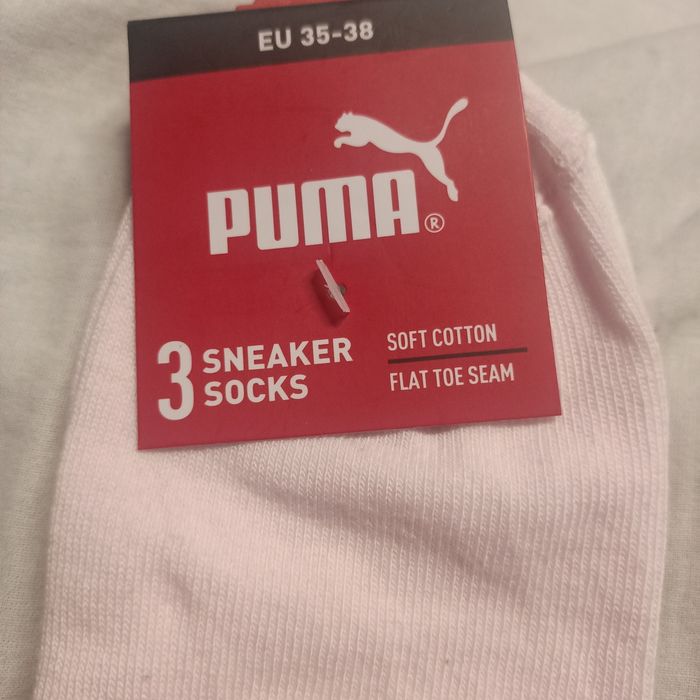 EU 35-38
PUMA®
3 SNEAKER SOCKS
SOFT COTTON
FLAT TOE SEAM